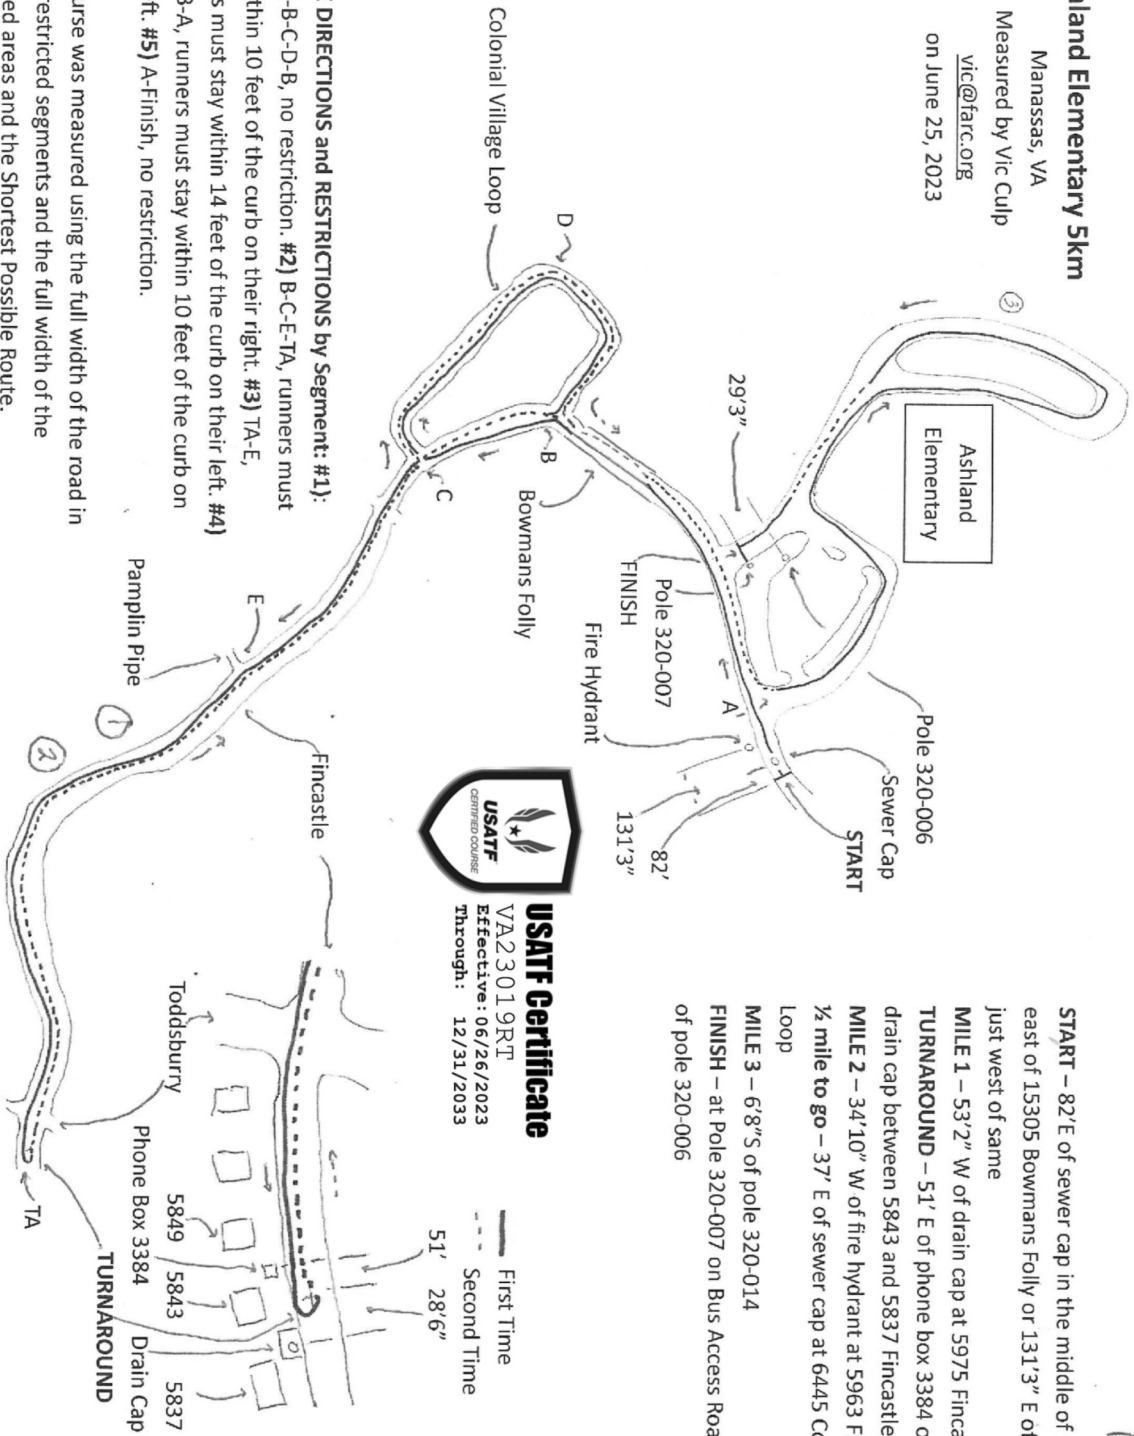 land Elementary 5km
Manassas, VA
Measured by Vic Culp
vic@farc.org
on June 25, 2023
START – 82'E of sewer cap in the middle of
east of 15305 Bowmans Folly or 131'3" E of
just west of same
MILE 1 – 53'2" W of drain cap at 5975 Finca
TURNAROUND – 51' E of phone box 3384 o
drain cap between 5843 and 5837 Fincastle
MILE 2 – 34'10" W of fire hydrant at 5963 F
½ mile to go – 37' E of sewer cap at 6445 Co
Loop
MILE 3 – 6'8"S of pole 320-014
FINISH – at Pole 320-007 on Bus Access Roa
of pole 320-006
3
Ashland
Elementary
Pole 320-006
Sewer Cap
START
29'3"
A
82'
131'3"
Pole 320-007
FINISH
Fire Hydrant
D
B
Bowmans Folly
Colonial Village Loop
C
USATF
CERTIFIED COURSE
USATF Certificate
VA23019RT
Effective: 06/26/2023
Through: 12/31/2033
First Time
Second Time
51'
28'6"
Fincastle
E
Pamplin Pipe
1
2
Toddsbury
5849
5843
5837
Phone Box 3384
Drain Cap
TURNAROUND
TA
DIRECTIONS and RESTRICTIONS by Segment: #1):
-B-C-D-B, no restriction. #2) B-C-E-TA, runners must
thin 10 feet of the curb on their right. #3) TA-E,
s must stay within 14 feet of the curb on their left. #4)
B-A, runners must stay within 10 feet of the curb on
ft. #5) A-Finish, no restriction.
urse was measured using the full width of the road in
restricted segments and the full width of the
ed areas and the Shortest Possible Route.